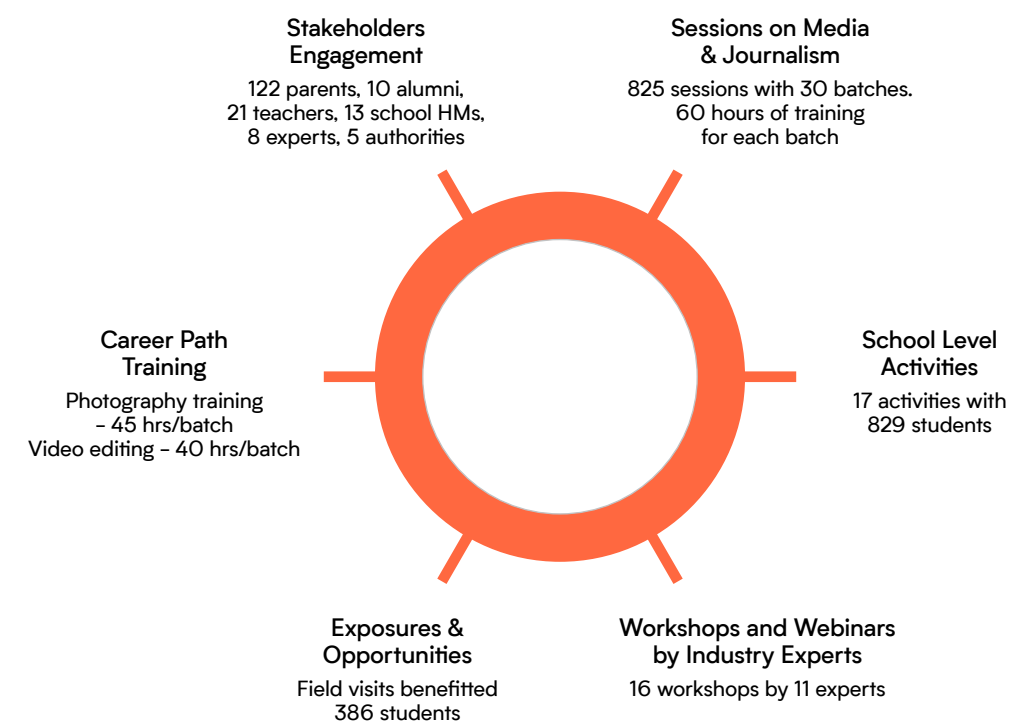 Stakeholders
Engagement
122 parents, 10 alumni,
21 teachers, 13 school HMs,
8 experts, 5 authorities
Sessions on Media
& Journalism
825 sessions with 30 batches.
60 hours of training
for each batch
Career Path
Training
Photography training
– 45 hrs/batch
Video editing – 40 hrs/batch
School Level
Activities
17 activities with
829 students
Exposures &
Opportunities
Field visits benefitted
386 students
Workshops and Webinars
by Industry Experts
16 workshops by 11 experts